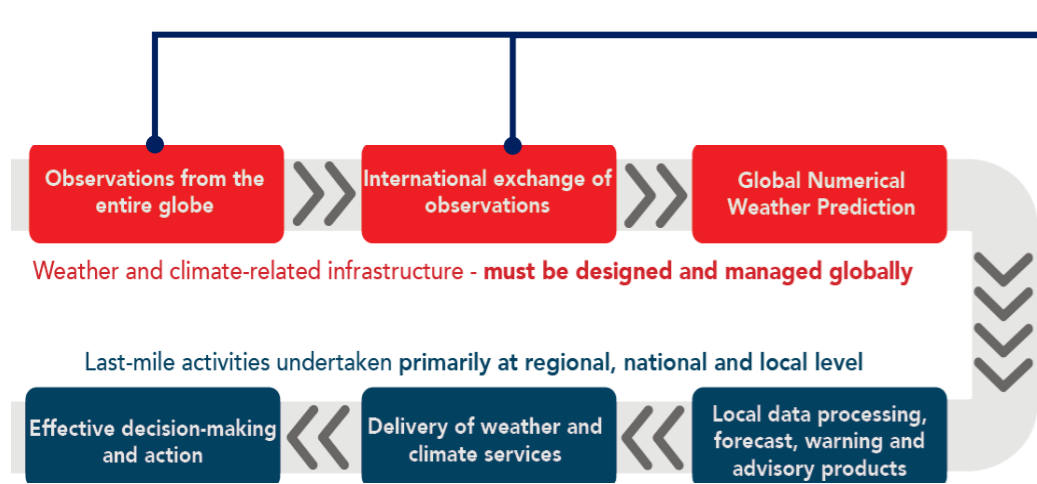 Observations from the
entire globe
International exchange of
observations
Global Numerical
Weather Prediction
Weather and climate-related infrastructure - must be designed and managed globally
Last-mile activities undertaken primarily at regional, national and local level
Effective decision-making
and action
Delivery of weather and
climate services
Local data processing,
forecast, warning and
advisory products